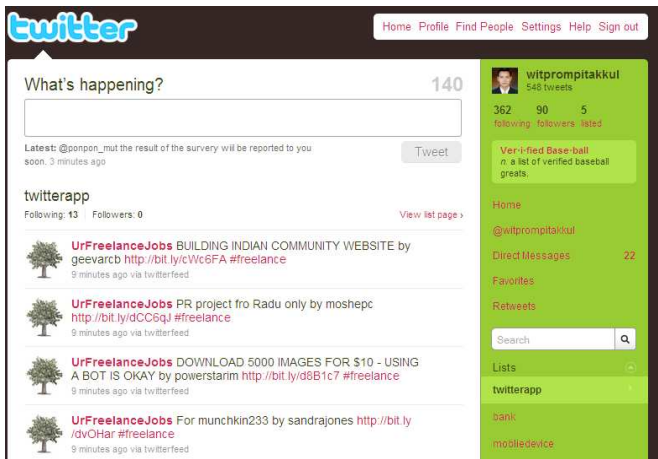 twitter
Home Profile Find People Settings Help Sign out
What's happening?
140
Latest: @ponpon_mut the result of the survery will be reported to you
soon. 3 minutes ago
Tweet
twitterapp
Following: 13 Followers: 0
View list page ›
UrFreelanceJobs BUILDING INDIAN COMMUNITY WEBSITE by
geevarcb http://bit.ly/cWc6FA #freelance
9 minutes ago via twitterfeed
UrFreelanceJobs PR project fro Radu only by moshepc
http://bit.ly/dCC6qJ #freelance
9 minutes ago via twitterfeed
UrFreelanceJobs DOWNLOAD 5000 IMAGES FOR $10 - USING
A BOT IS OKAY by powerstarim http://bit.ly/d8B1c7 #freelance
9 minutes ago via twitterfeed
UrFreelanceJobs For munchkin233 by sandrajones http://bit.ly
/dvOHar #freelance
9 minutes ago via twitterfeed
witprompitakkul
548 tweets
362 90 5
following followers listed
Ver·i·fied Base·ball
n. a list of verified baseball
greats.
Home
@witprompitakkul
Direct Messages 22
Favorites
Retweets
Search
Lists
twitterapp
bank
mobliedevice